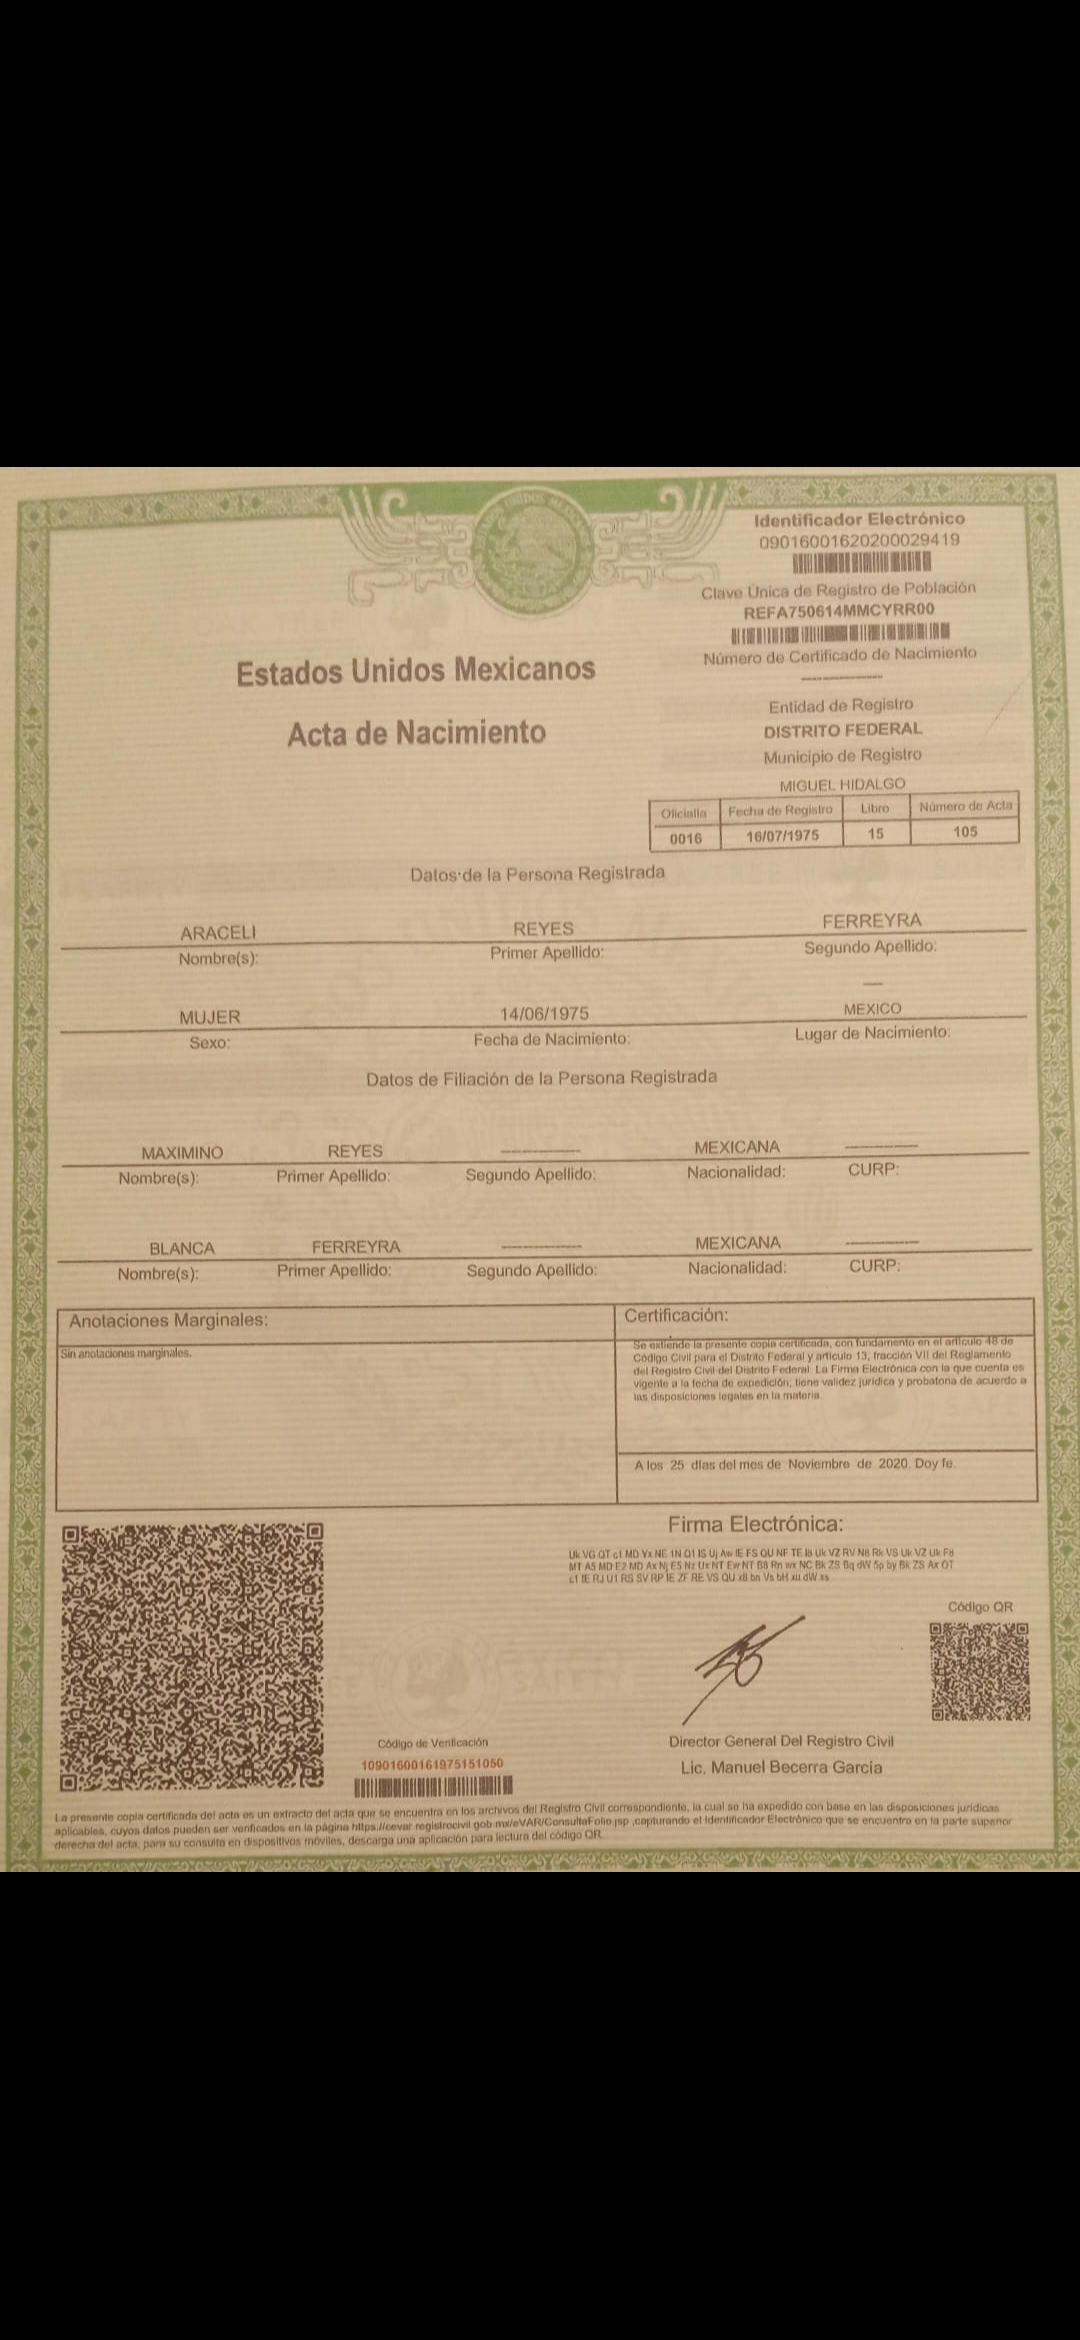 Identificador Electrónico
09016001620200029419
Clave Única de Registro de Población
REFA750614MMCYRR00
Número de Certificado de Nacimiento
Estados Unidos Mexicanos
Entidad de Registro
DISTRITO FEDERAL
Acta de Nacimiento
Municipio de Registro
MIGUEL HIDALGO
Oficialía Fecha de Registro Libro Número de Acta
0016 16/07/1975 15 105
Datos de la Persona Registrada
ARACELI REYES FERREYRA
Nombre(s): Primer Apellido: Segundo Apellido:
MUJER 14/06/1975 MEXICO
Sexo: Fecha de Nacimiento: Lugar de Nacimiento:
Datos de Filiación de la Persona Registrada
MAXIMINO REYES MEXICANA
Nombre(s): Primer Apellido: Segundo Apellido: Nacionalidad: CURP:
BLANCA FERREYRA MEXICANA
Nombre(s): Primer Apellido: Segundo Apellido: Nacionalidad: CURP:
Anotaciones Marginales:
Sin anotaciones marginales.
Certificación:
Se extiende la presente copia certificada, con fundamento en el artículo 48 de
Código Civil para el Distrito Federal y artículo 13, fracción VII del Reglamento
del Registro Civil del Distrito Federal. La Firma Electrónica con la que cuenta es
vigente a la fecha de expedición; tiene validez jurídica y probatoria de acuerdo a
las disposiciones legales en la materia.
A los 25 días del mes de Noviembre de 2020. Doy fe.
Firma Electrónica:
Código QR
Código de Verificación
10901600161975151050
Director General Del Registro Civil
Lic. Manuel Becerra García
La presente copia certificada del acta es un extracto del acta que se encuentra en los archivos del Registro Civil correspondiente, la cual se ha expedido con base en las disposiciones jurídicas
aplicables, cuyos datos pueden ser verificados en la página https://cevar.registrocivil.gob.mx/eVAR/ConsultaFolio.jsp ,capturando el Identificador Electrónico que se encuentra en la parte superior
derecha del acta, para su consulta en dispositivos móviles, descarga una aplicación para lectura del código QR